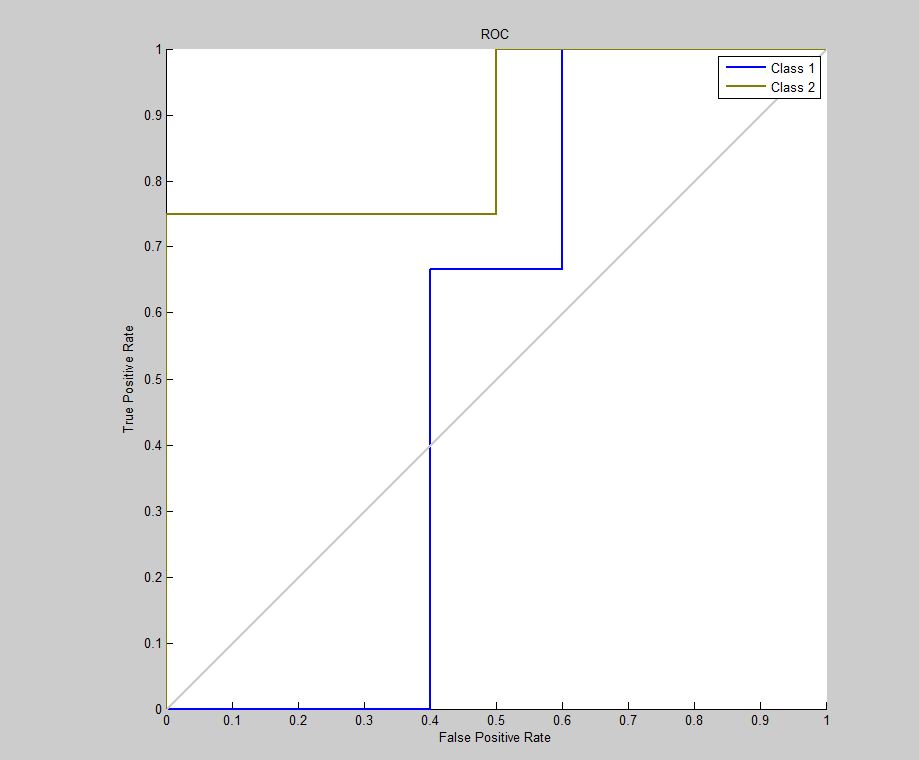 ROC
Class 1
Class 2
1
0.9
0.8
0.7
0.6
0.5
0.4
0.3
0.2
0.1
0
True Positive Rate
0 0.1 0.2 0.3 0.4 0.5 0.6 0.7 0.8 0.9 1
False Positive Rate